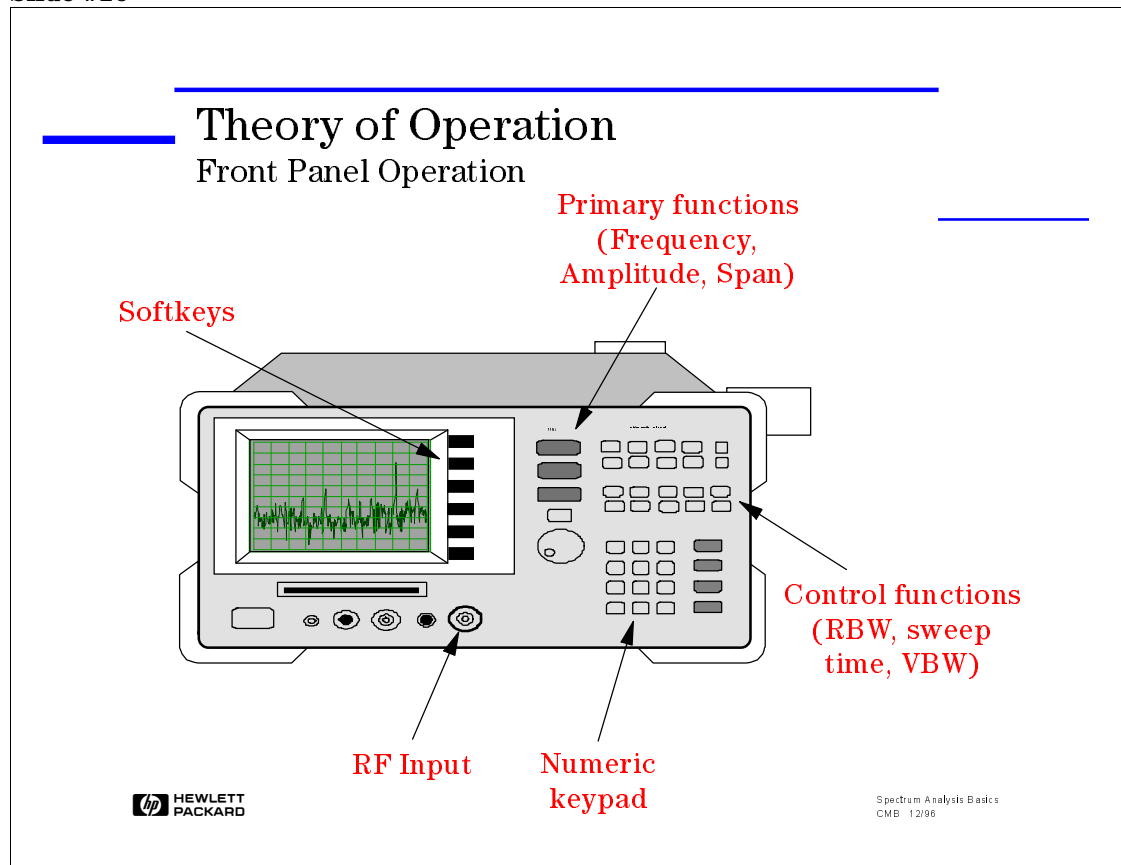 Theory of Operation
Front Panel Operation
Primary functions
(Frequency,
Amplitude, Span)
Softkeys
Control functions
(RBW, sweep
time, VBW)
RF Input
Numeric
keypad
hp HEWLETT
PACKARD
Spectrum Analysis Basics
CMB 12/96